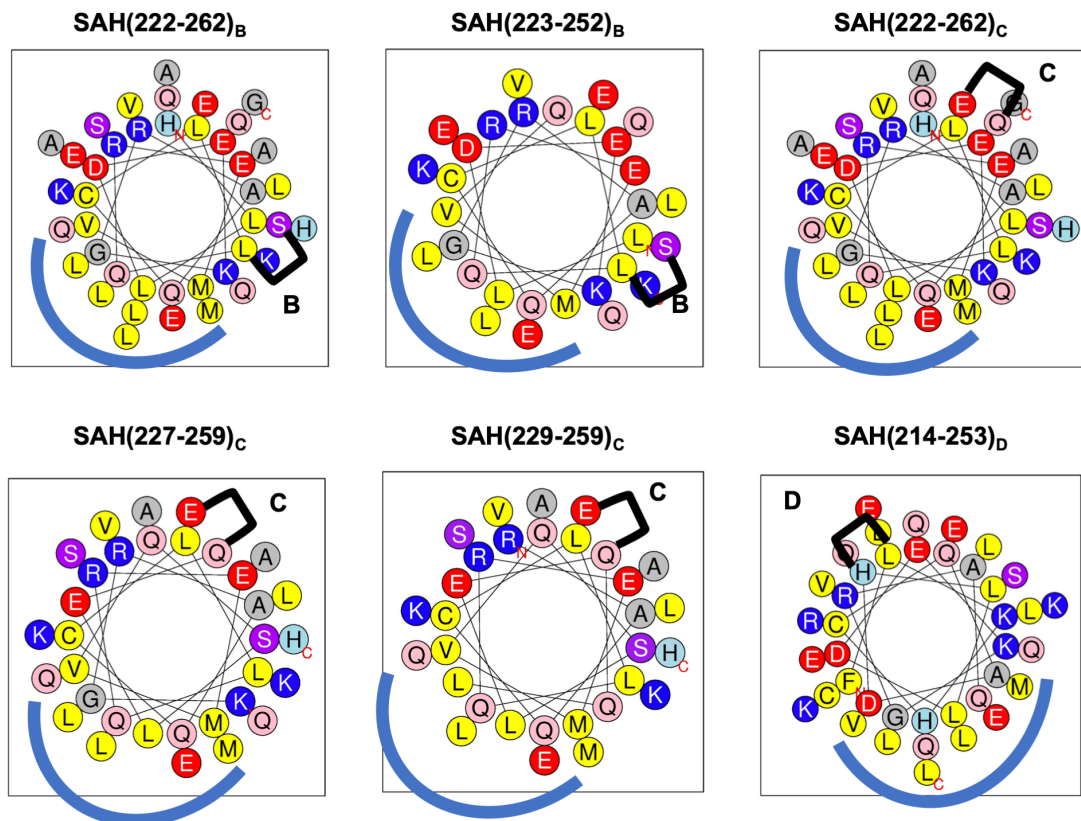 SAH(222-262)B
A
Q E G C
V R H N L Q
S R E
A E D E A
K C A L
Q V L S H
L G L K
Q K
L L Q M Q B
L E M
L
SAH(223-252)B
V E
R Q L Q
E D R E
K C E
V A L
L G L N S
Q L K
L Q M K Q B
L E
SAH(222-262)C
A E C
Q G C
V R H N L Q
S R E
A E D E A
K C A L
Q V L S H
L G L K
Q K
L L Q M Q
L E M
L
SAH(227-259)C
A E C
V R Q L Q
S R E A
E A L
K C S H C
Q V L K
L G K Q
Q M
L L Q M
E
SAH(229-259)C
A E C
V R N Q L Q
S R E A
E A L
K C S H C
Q V L K
L Q M
L L Q M
E
SAH(214-253)D
D E Q E
Q L L E Q L
H A S
V R L
R C K L K
E D K Q
K C F N A M
V D Q E
L G H L L
Q
L C